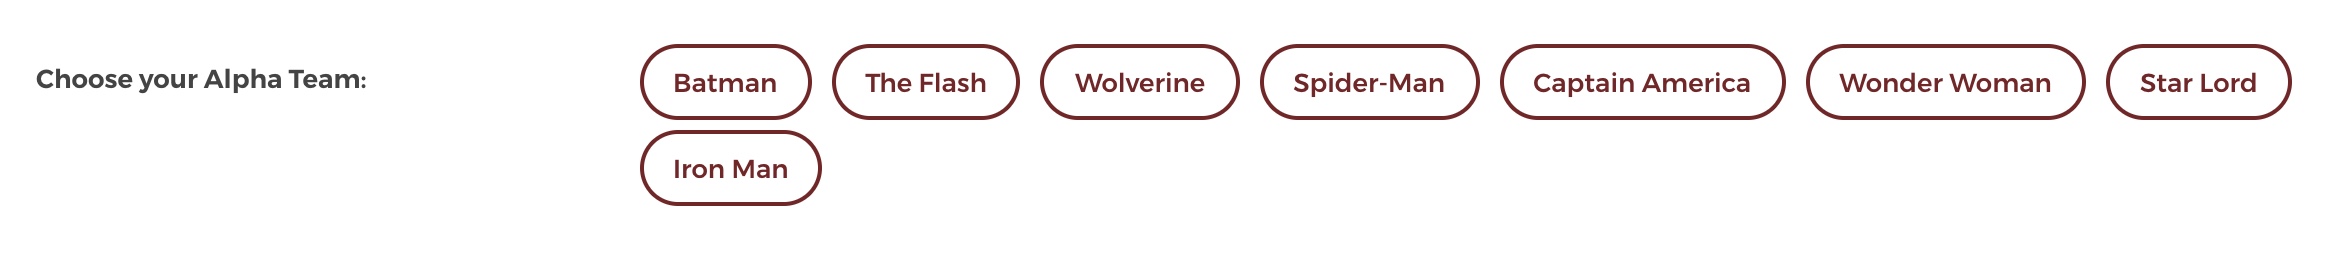 Choose your Alpha Team:
Batman The Flash Wolverine Spider-Man Captain America Wonder Woman Star Lord
Iron Man